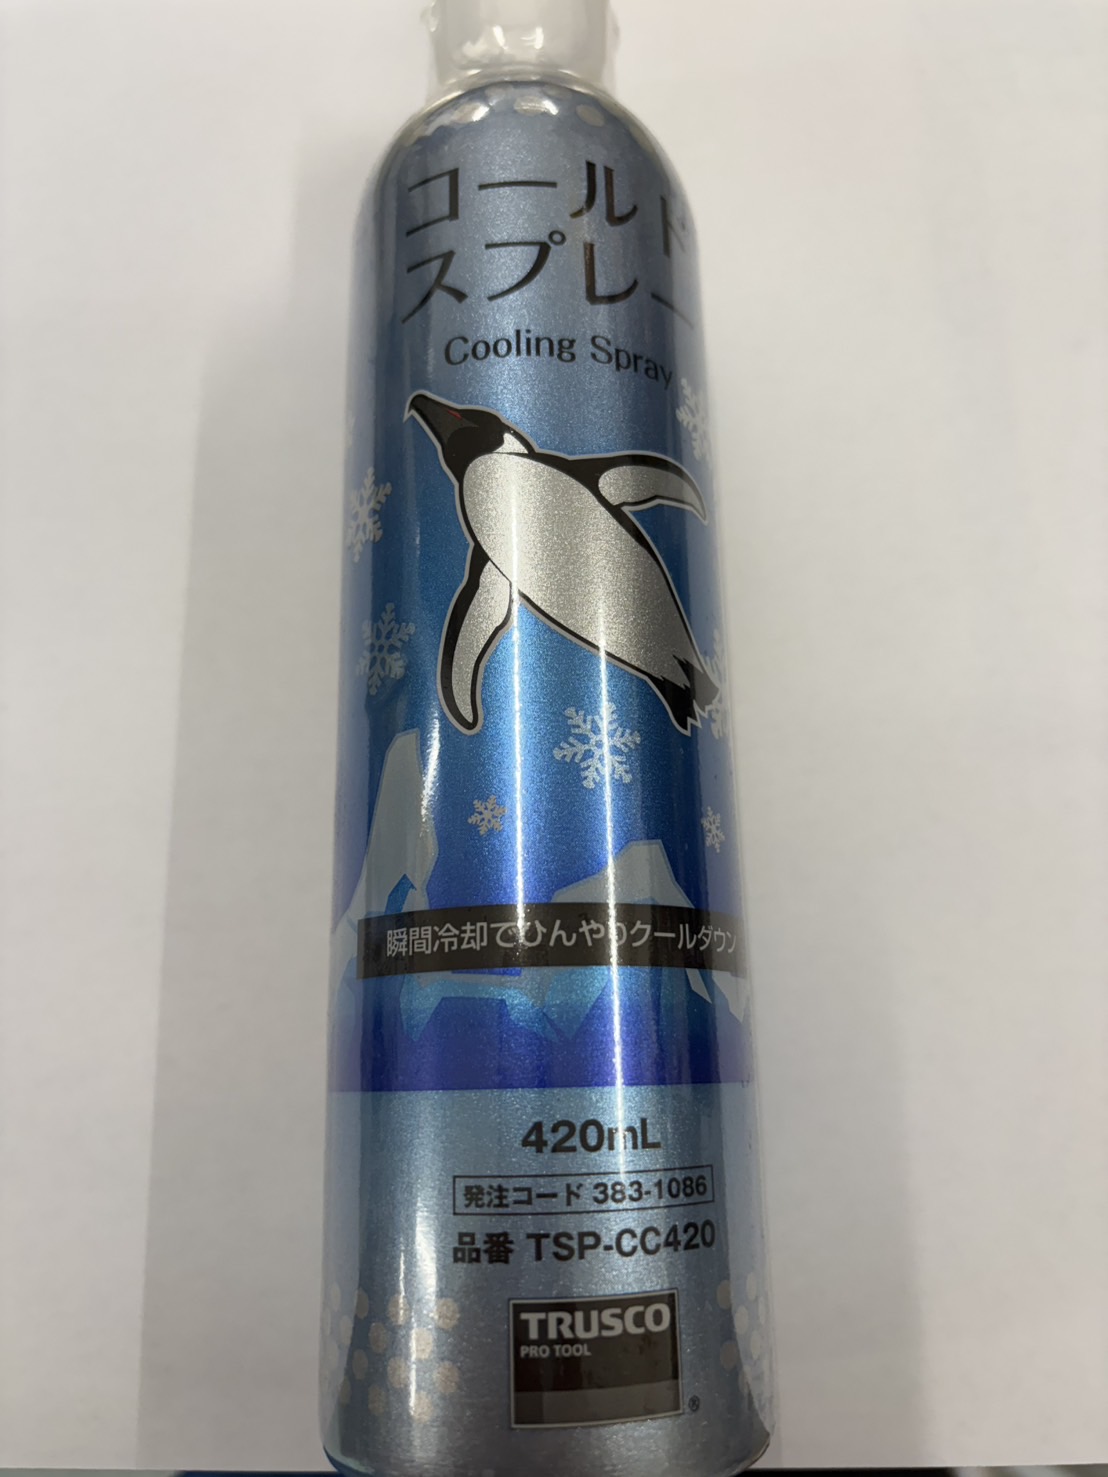 コールド
スプレー
Cooling Spray
瞬間冷却でひんやりクールダウン
420mL
発注コード 383-1086
品番 TSP-CC420
TRUSCO
PRO TOOL
®